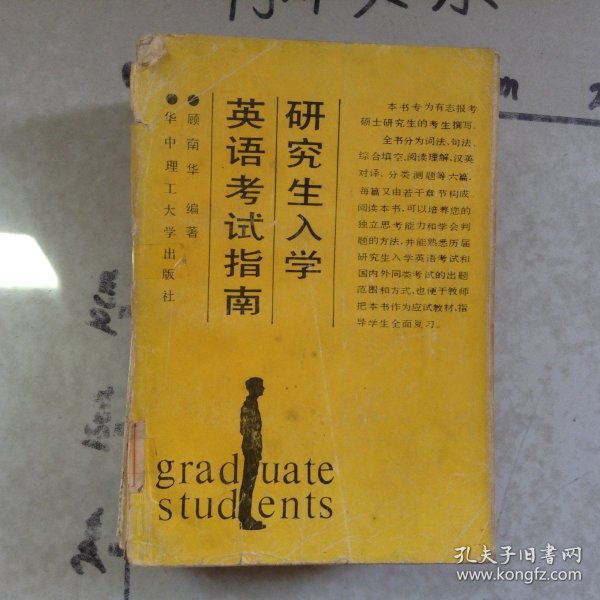 研究生入学
英语考试指南
顾南华 编著
华中理工大学出版社
本书专为有志报考
硕士研究生的考生撰写。
全书分为词法、句法、
综合填空、阅读理解、汉英
对译、分类测题等六篇,
每篇又由若干章节构成。
阅读本书,可以培养您的
独立思考能力和学会判
题的方法,并能熟悉历届
研究生入学英语考试和
国内外同类考试的出题
范围和方式,也便于教师
把本书作为应试教材,指
导学生全面复习。
graduate
students
10cm
15cm
20cm
孔夫子旧书网
www.kongfz.com